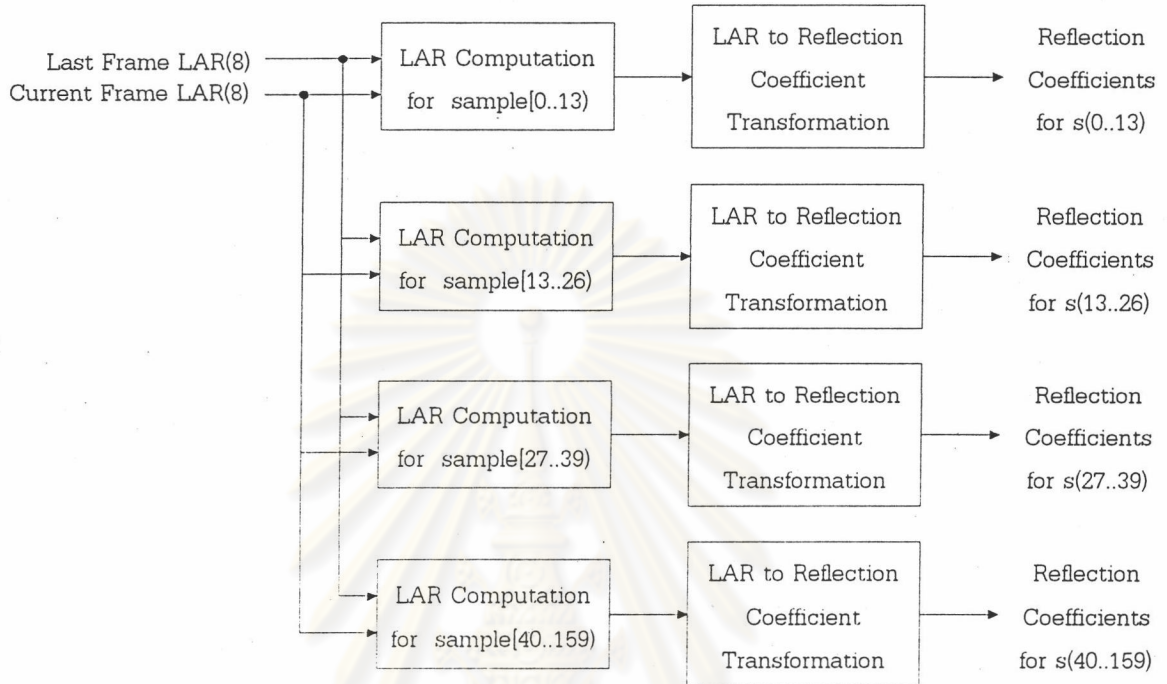 Last Frame LAR(8)
Current Frame LAR(8)
LAR Computation
for sample[0..13)
LAR to Reflection
Coefficient
Transformation
Reflection
Coefficients
for s(0..13)
LAR Computation
for sample[13..26)
LAR to Reflection
Coefficient
Transformation
Reflection
Coefficients
for s(13..26)
LAR Computation
for sample[27..39)
LAR to Reflection
Coefficient
Transformation
Reflection
Coefficients
for s(27..39)
LAR Computation
for sample[40..159)
LAR to Reflection
Coefficient
Transformation
Reflection
Coefficients
for s(40..159)